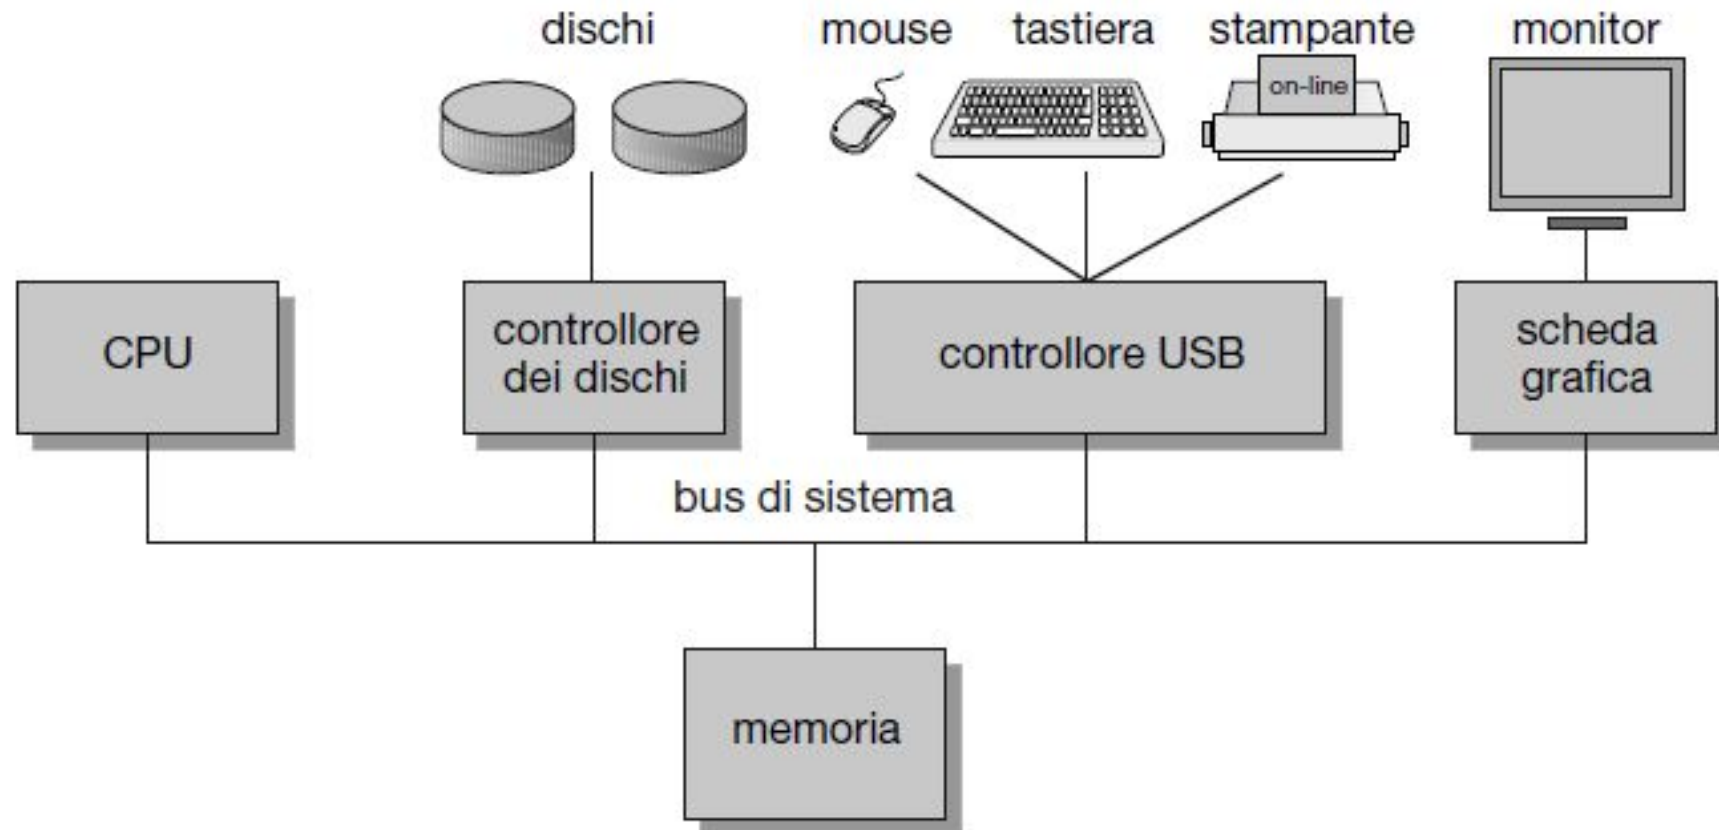 dischi
mouse
tastiera
stampante
monitor
on-line
CPU
controllore
dei dischi
controllore USB
scheda
grafica
bus di sistema
memoria